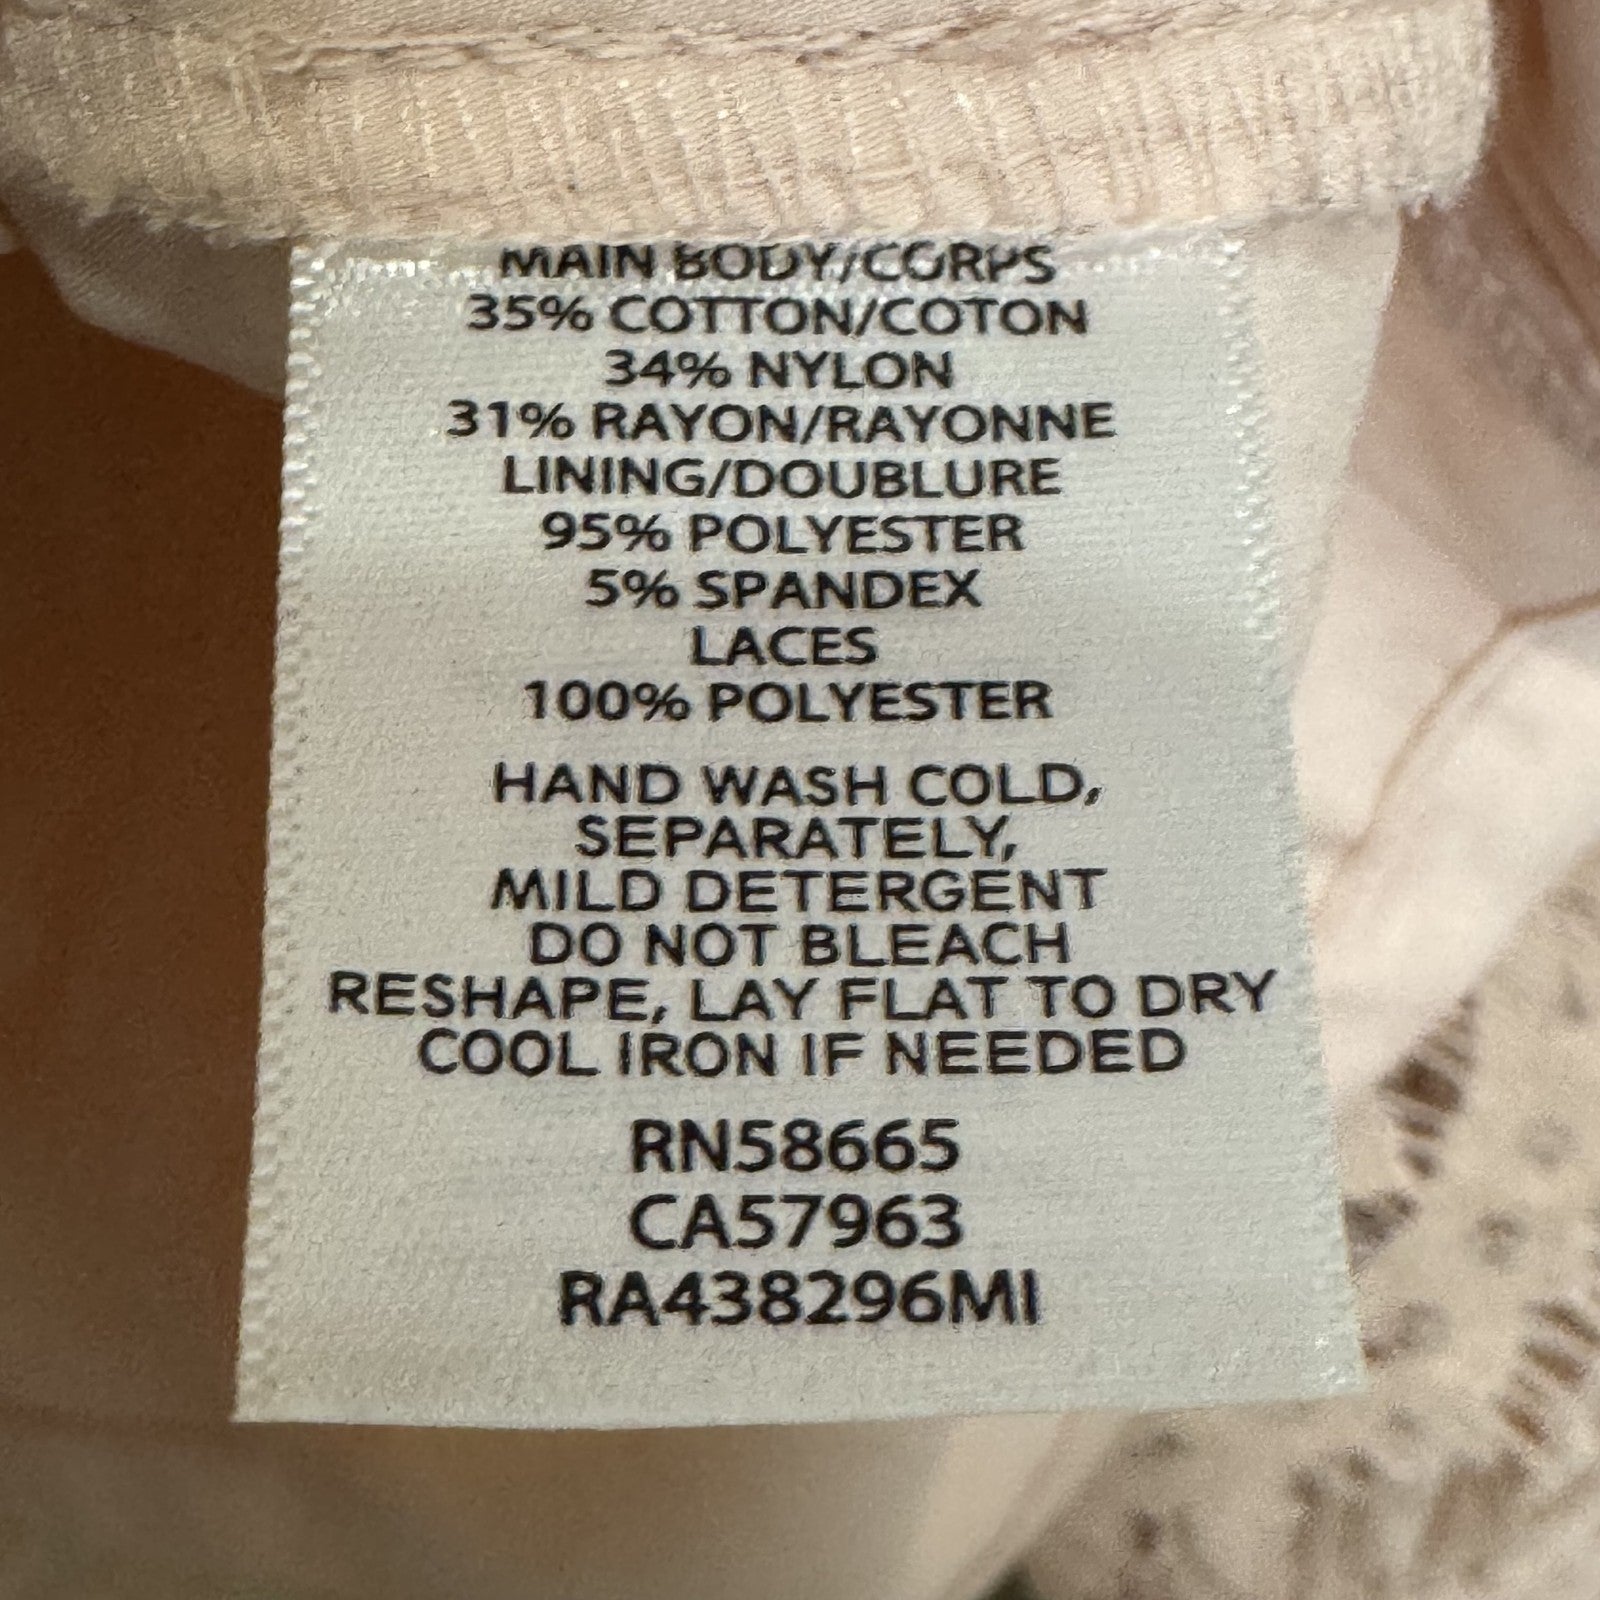 MAIN BODY/CORPS
35% COTTON/COTON
34% NYLON
31% RAYON/RAYONNE
LINING/DOUBLURE
95% POLYESTER
5% SPANDEX
LACES
100% POLYESTER
HAND WASH COLD,
SEPARATELY,
MILD DETERGENT
DO NOT BLEACH
RESHAPE, LAY FLAT TO DRY
COOL IRON IF NEEDED
RN58665
CA57963
RA438296MI